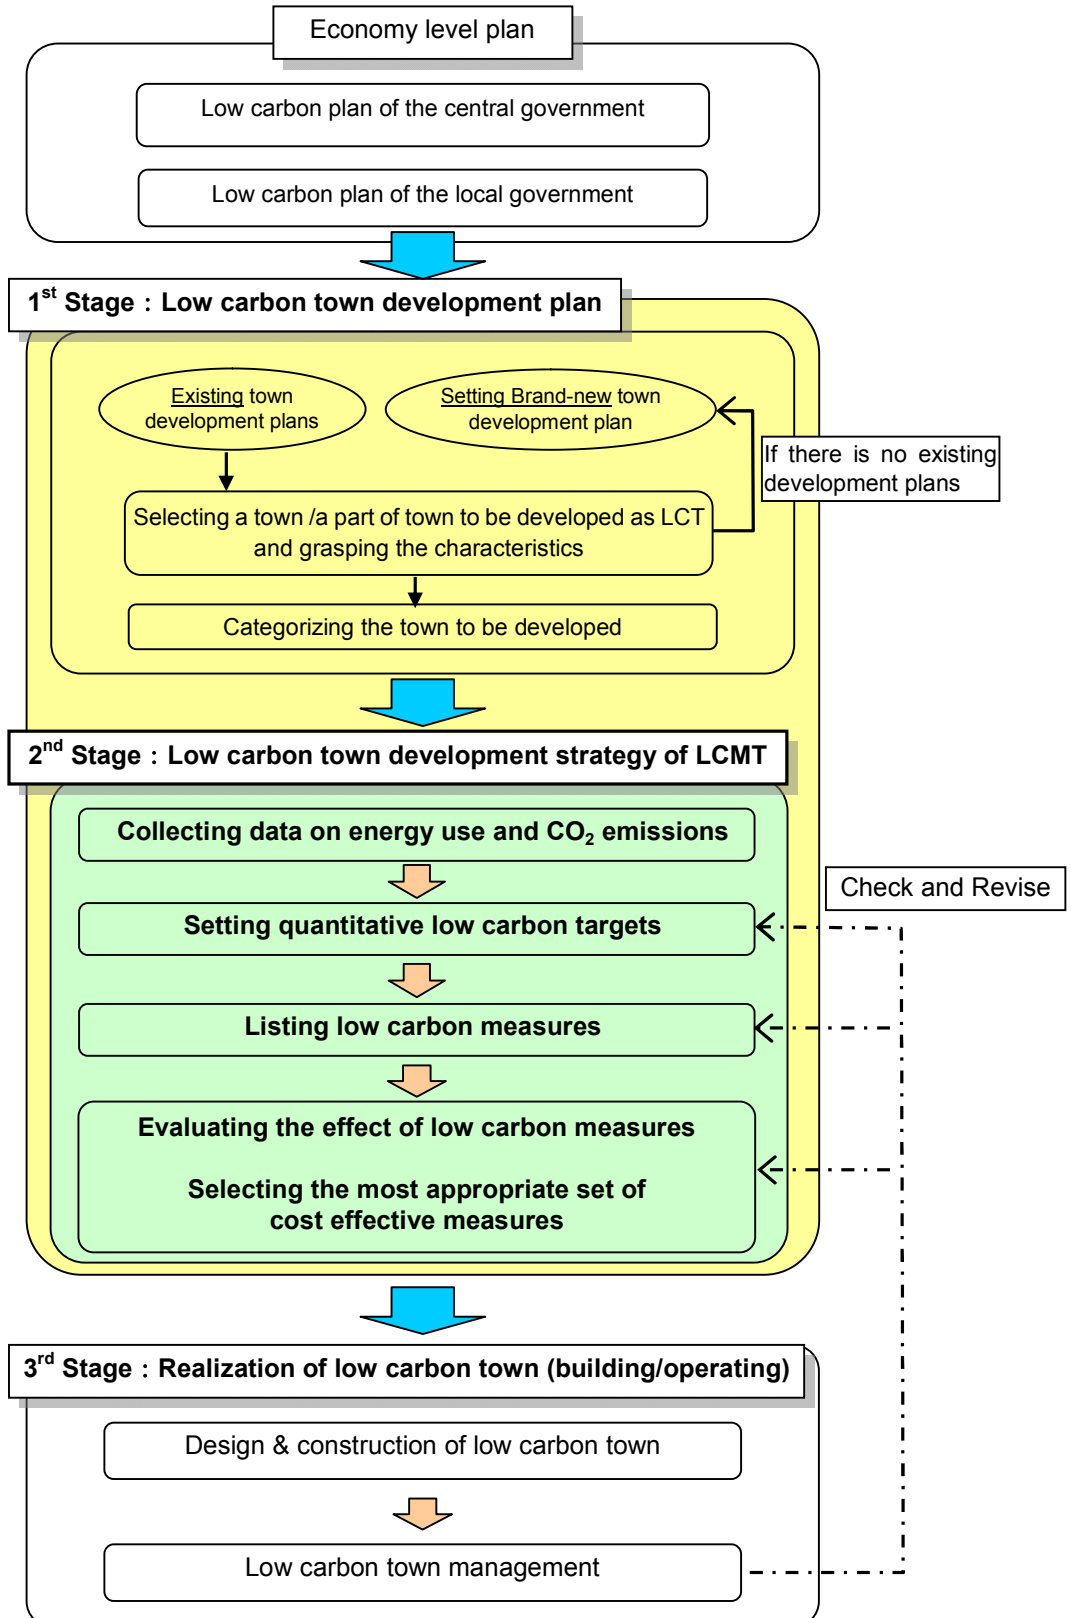 Economy level plan
Low carbon plan of the central government
Low carbon plan of the local government
1st Stage : Low carbon town development plan
Existing town
development plans
Setting Brand-new town
development plan
If there is no existing
development plans
Selecting a town /a part of town to be developed as LCT
and grasping the characteristics
Categorizing the town to be developed
2nd Stage : Low carbon town development strategy of LCMT
Collecting data on energy use and CO2 emissions
Check and Revise
Setting quantitative low carbon targets
Listing low carbon measures
Evaluating the effect of low carbon measures
Selecting the most appropriate set of
cost effective measures
3rd Stage : Realization of low carbon town (building/operating)
Design & construction of low carbon town
Low carbon town management